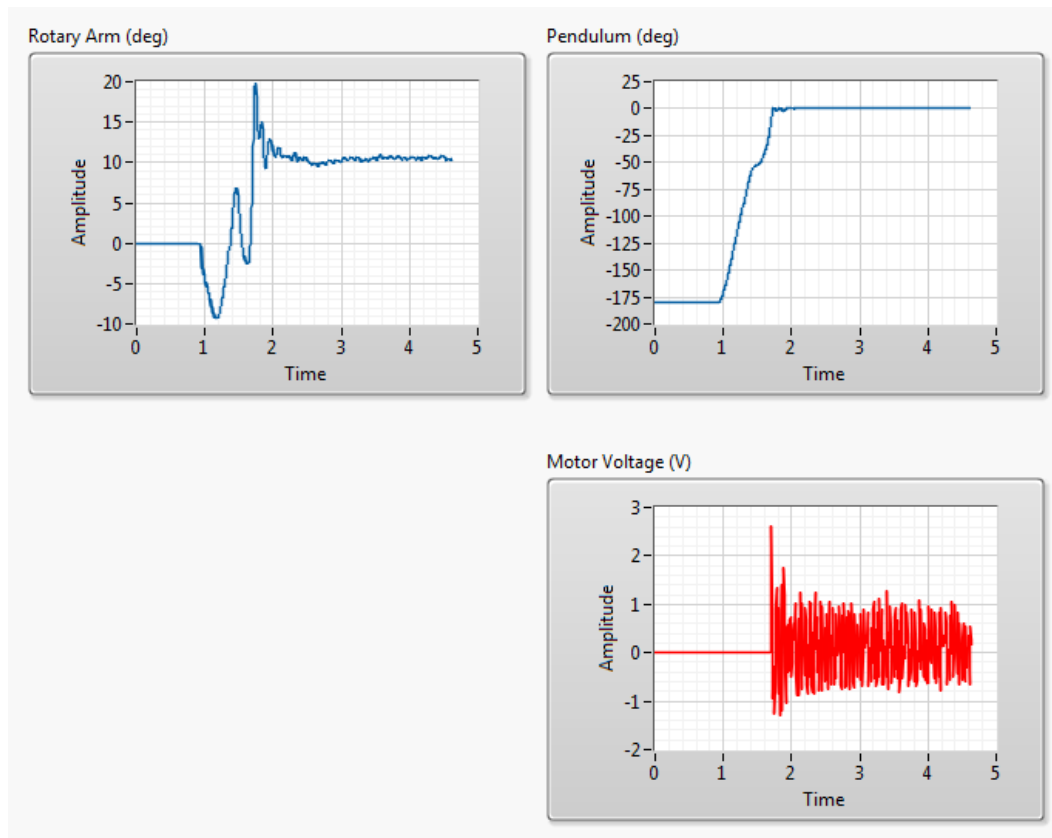 Rotary Arm (deg)
20
15
10
5
0
-5
-10
Amplitude
0 1 2 3 4 5
Time
Pendulum (deg)
25
0
-25
-50
-75
-100
-125
-150
-175
-200
Amplitude
0 1 2 3 4 5
Time
Motor Voltage (V)
3
2
1
0
-1
-2
Amplitude
0 1 2 3 4 5
Time